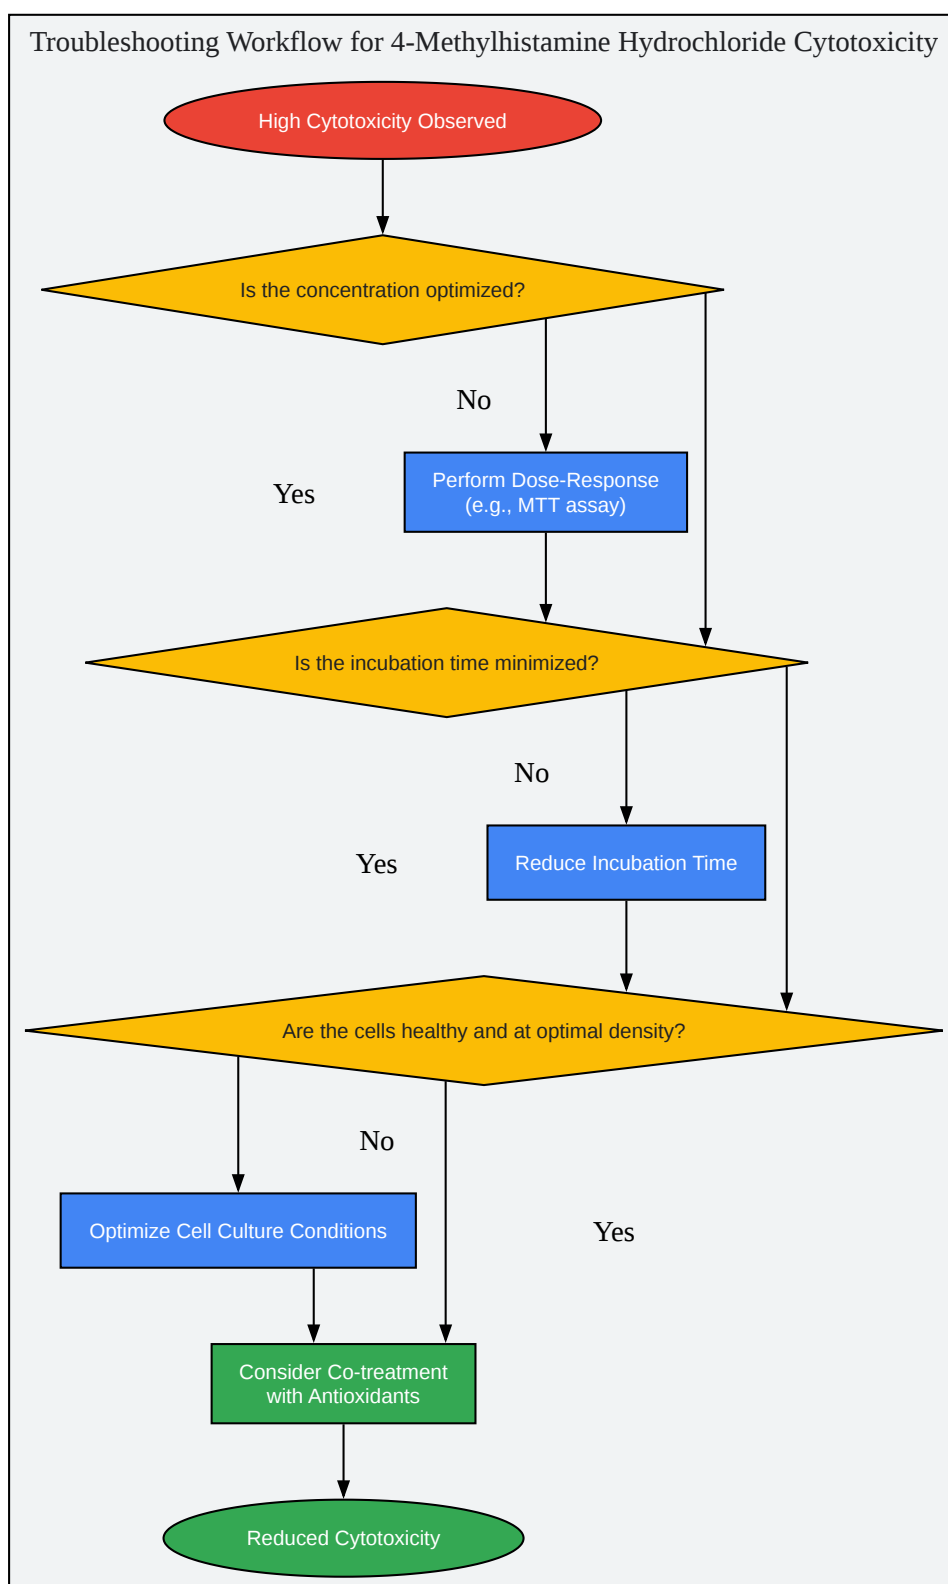 Troubleshooting Workflow for 4-Methylhistamine Hydrochloride Cytotoxicity
High Cytotoxicity Observed
Is the concentration optimized?
No
Perform Dose-Response
(e.g., MTT assay)
Yes
Is the incubation time minimized?
No
Reduce Incubation Time
Yes
Are the cells healthy and at optimal density?
No
Optimize Cell Culture Conditions
Yes
Consider Co-treatment
with Antioxidants
Reduced Cytotoxicity